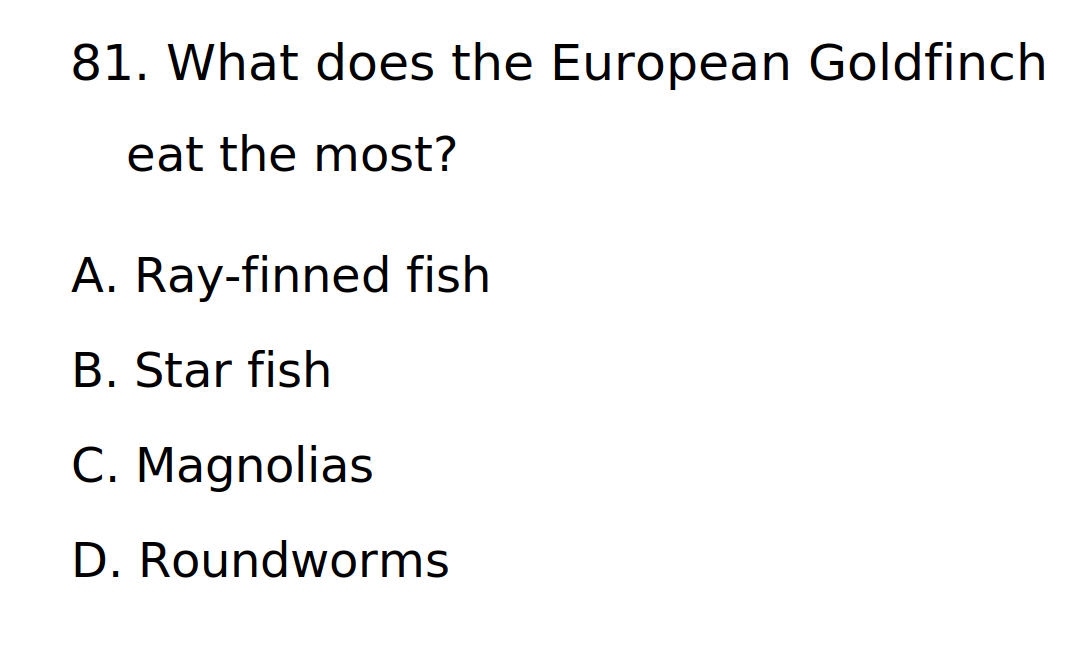 81. What does the European Goldfinch
eat the most?
A. Ray-finned fish
B. Star fish
C. Magnolias
D. Roundworms